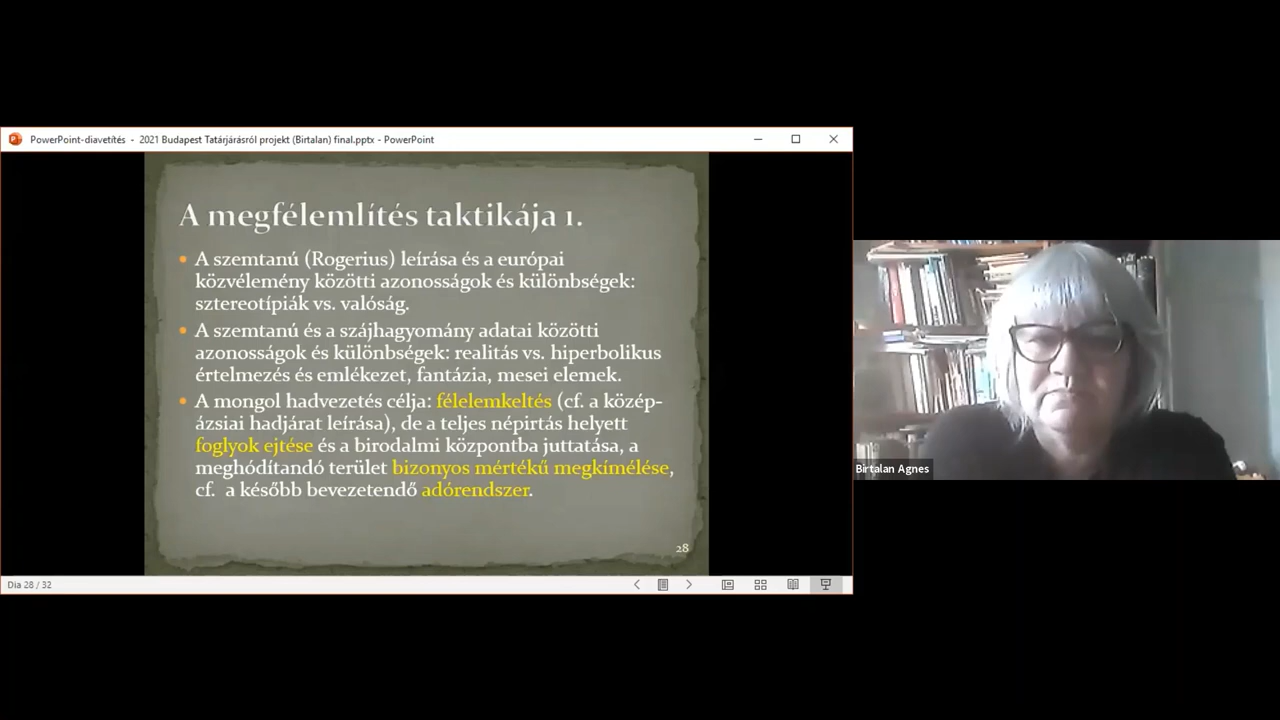 PowerPoint-diavetítés - 2021 Budapest Tatárjárásról projekt (Birtalan) final.pptx - PowerPoint
A megfélemlítés taktikája 1.
• A szemtanú (Rogerius) leírása és a európai
közvélemény közötti azonosságok és különbségek:
sztereotípiák vs. valóság.
• A szemtanú és a szájhagyomány adatai közötti
azonosságok és különbségek: realitás vs. hiperbolikus
értelmezés és emlékezet, fantázia, mesei elemek.
• A mongol hadvezetés célja: félelemkeltés (cf. a közép-
ázsiai hadjárat leírása), de a teljes népirtás helyett
foglyok ejtése és a birodalmi központba juttatása, a
meghódítandó terület bizonyos mértékű megkímélése,
cf. a később bevezetendő adórendszer.
28
Dia 28 / 32
Birtalan Agnes